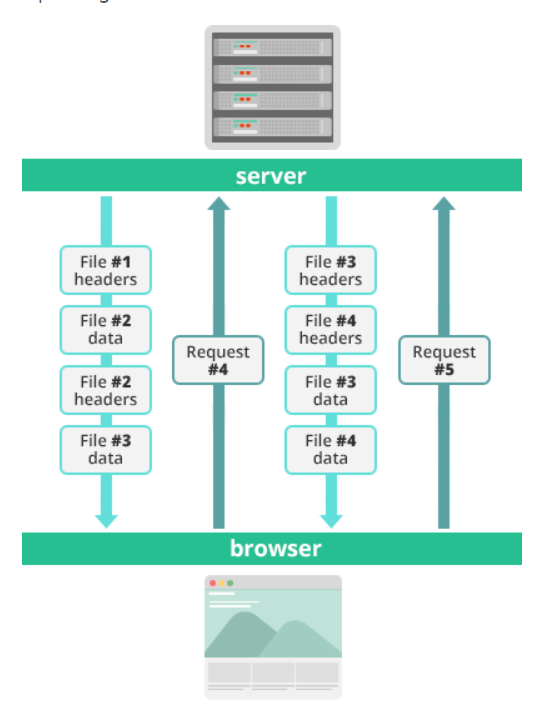 server
File #1
headers
File #2
data
File #2
headers
File #3
data
Request
#4
File #3
headers
File #4
headers
File #3
data
File #4
data
Request
#5
browser